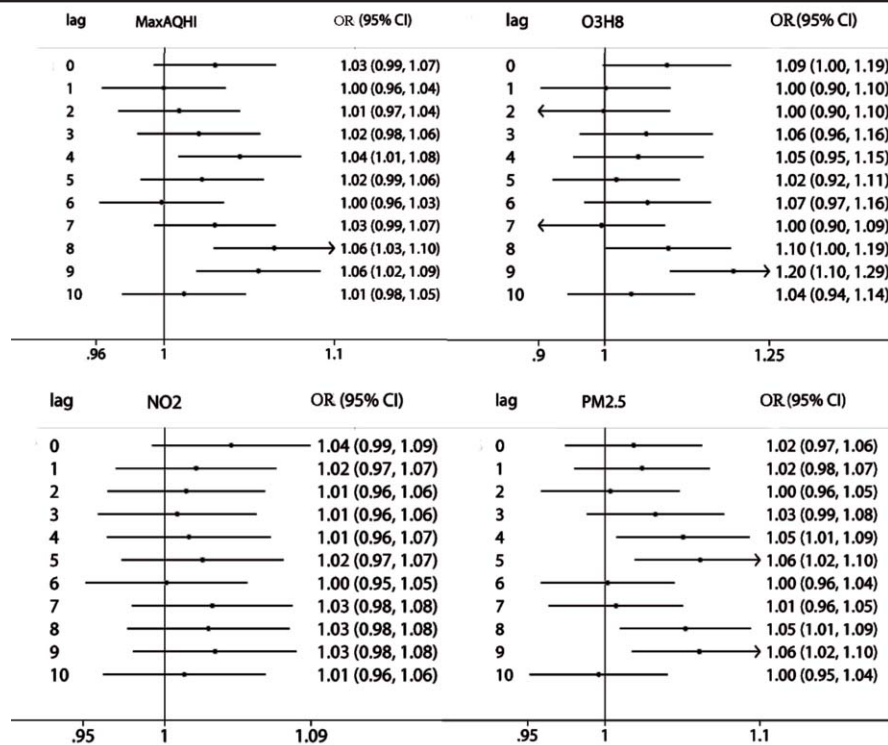 lag MaxAQHI OR (95% CI)
0 1.03 (0.99, 1.07)
1 1.00 (0.96, 1.04)
2 1.01 (0.97, 1.04)
3 1.02 (0.98, 1.06)
4 1.04 (1.01, 1.08)
5 1.02 (0.99, 1.06)
6 1.00 (0.96, 1.03)
7 1.03 (0.99, 1.07)
8 1.06 (1.03, 1.10)
9 1.06 (1.02, 1.09)
10 1.01 (0.98, 1.05)
.96 1 1.1
lag O3H8 OR(95% CI)
0 1.09 (1.00, 1.19)
1 1.00 (0.90, 1.10)
2 1.00 (0.90, 1.10)
3 1.06 (0.96, 1.16)
4 1.05 (0.95, 1.15)
5 1.02 (0.92, 1.11)
6 1.07 (0.97, 1.16)
7 1.00 (0.90, 1.09)
8 1.10 (1.00, 1.19)
9 1.20 (1.10, 1.29)
10 1.04 (0.94, 1.14)
.9 1 1.25
lag NO2 OR (95% CI)
0 1.04 (0.99, 1.09)
1 1.02 (0.97, 1.07)
2 1.01 (0.96, 1.06)
3 1.01 (0.96, 1.06)
4 1.01 (0.96, 1.07)
5 1.02 (0.97, 1.07)
6 1.00 (0.95, 1.05)
7 1.03 (0.98, 1.08)
8 1.03 (0.98, 1.08)
9 1.03 (0.98, 1.08)
10 1.01 (0.96, 1.06)
.95 1 1.09
lag PM2.5 OR(95% CI)
0 1.02 (0.97, 1.06)
1 1.02 (0.98, 1.07)
2 1.00 (0.96, 1.05)
3 1.03 (0.99, 1.08)
4 1.05 (1.01, 1.09)
5 1.06 (1.02, 1.10)
6 1.00 (0.96, 1.04)
7 1.01 (0.96, 1.05)
8 1.05 (1.01, 1.09)
9 1.06 (1.02, 1.10)
10 1.00 (0.95, 1.04)
.95 1 1.1